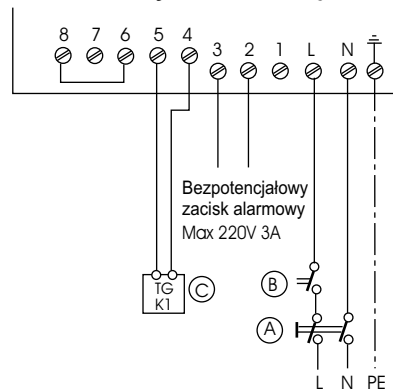 8 7 6 5 4 3 2 1 L N
Bezpotencjałowy
zacisk alarmowy
Max 220V 3A
TG
K1
C
B
A
L N PE